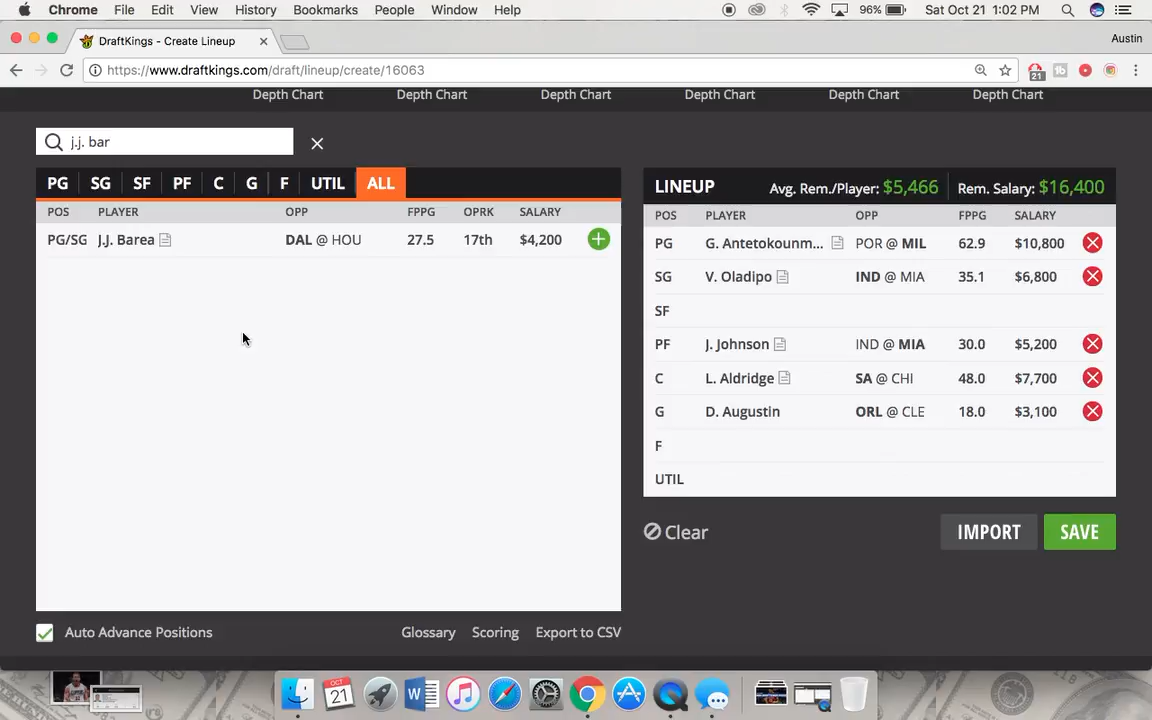 Chrome File Edit View History Bookmarks People Window Help 96% Sat Oct 21 1:02 PM
DraftKings - Create Lineup Austin
https://www.draftkings.com/draft/lineup/create/16063 21
Depth Chart Depth Chart Depth Chart Depth Chart Depth Chart Depth Chart
j.j. bar
PG SG SF PF C G F UTIL ALL
POS PLAYER OPP FPPG OPRK SALARY
PG/SG J.J. Barea DAL @ HOU 27.5 17th $4,200
LINEUP Avg. Rem./Player: $5,466 Rem. Salary: $16,400
POS PLAYER OPP FPPG SALARY
PG G. Antetokounm... POR @ MIL 62.9 $10,800
SG V. Oladipo IND @ MIA 35.1 $6,800
SF
PF J. Johnson IND @ MIA 30.0 $5,200
C L. Aldridge SA @ CHI 48.0 $7,700
G D. Augustin ORL @ CLE 18.0 $3,100
F
UTIL
Clear IMPORT SAVE
Auto Advance Positions Glossary Scoring Export to CSV
OCT
21